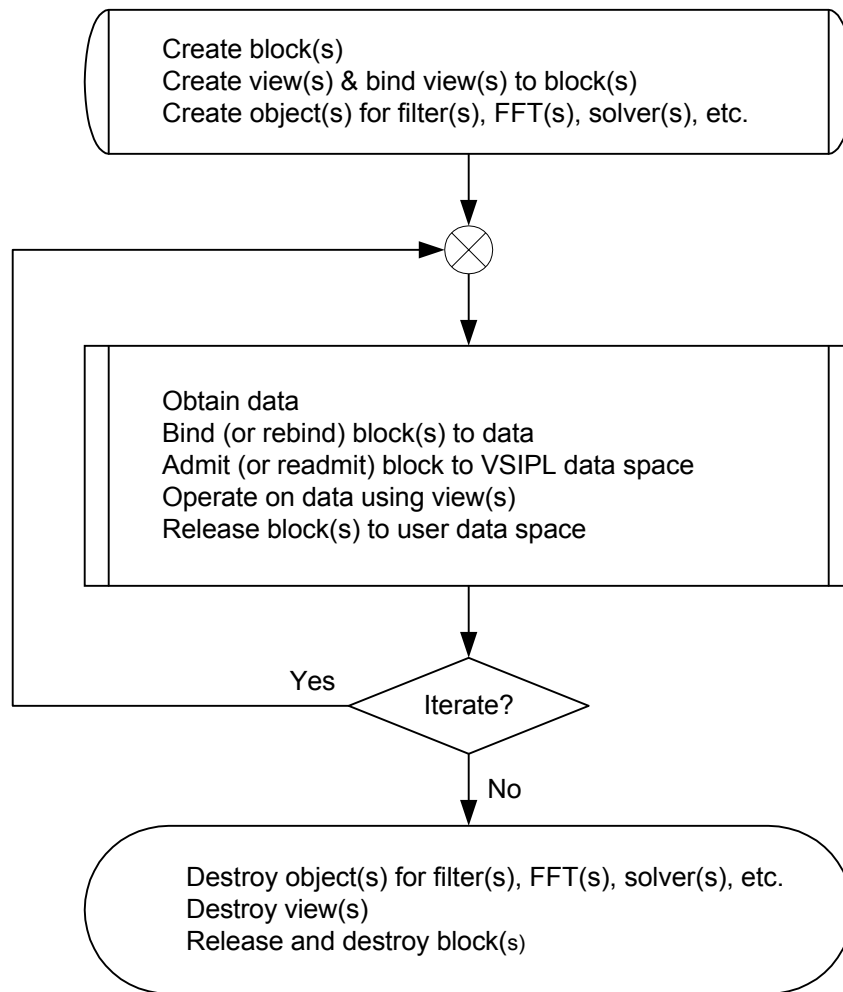 Create block(s)
Create view(s) & bind view(s) to block(s)
Create object(s) for filter(s), FFT(s), solver(s), etc.
Obtain data
Bind (or rebind) block(s) to data
Admit (or readmit) block to VSIPL data space
Operate on data using view(s)
Release block(s) to user data space
Yes
Iterate?
No
Destroy object(s) for filter(s), FFT(s), solver(s), etc.
Destroy view(s)
Release and destroy block(s)